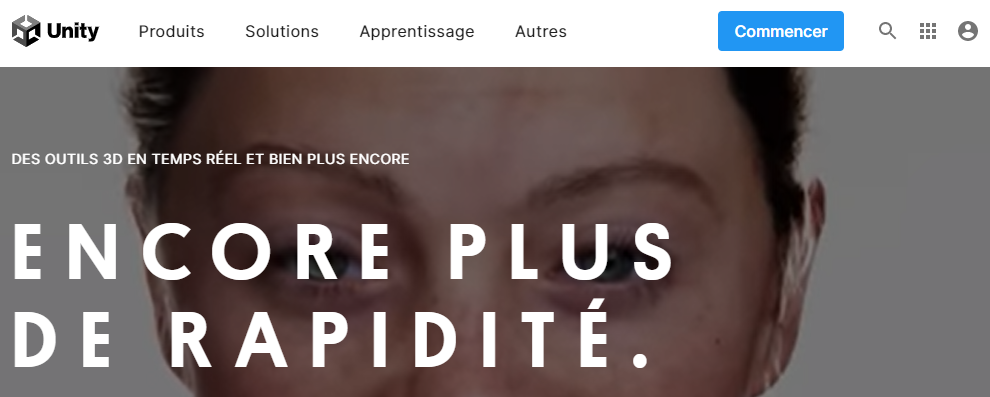 Unity Produits Solutions Apprentissage Autres Commencer
DES OUTILS 3D EN TEMPS RÉEL ET BIEN PLUS ENCORE
ENCORE PLUS
DE RAPIDITÉ.